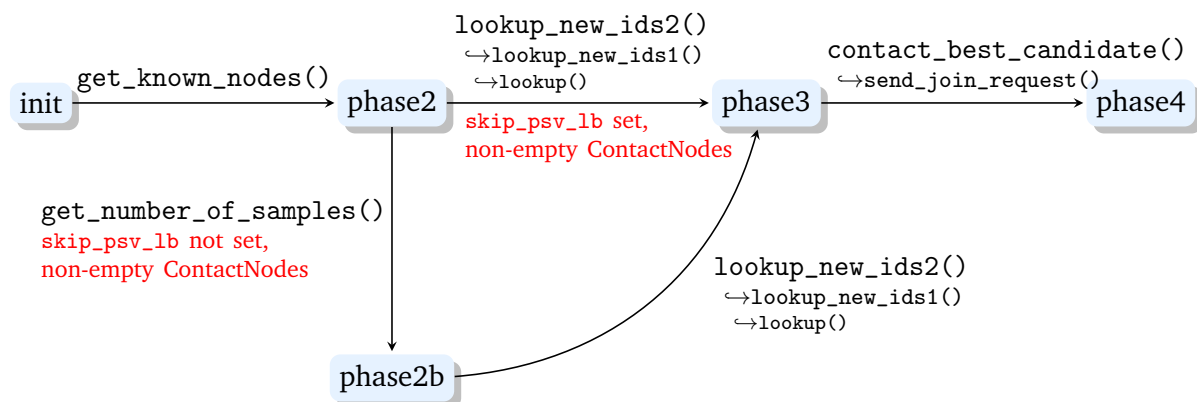 lookup_new_ids2()
↪lookup_new_ids1()
↪lookup()
contact_best_candidate()
↪send_join_request()
get_known_nodes()
init
phase2
phase3
phase4
skip_psv_lb set,
non-empty ContactNodes
get_number_of_samples()
skip_psv_lb not set,
non-empty ContactNodes
lookup_new_ids2()
↪lookup_new_ids1()
↪lookup()
phase2b